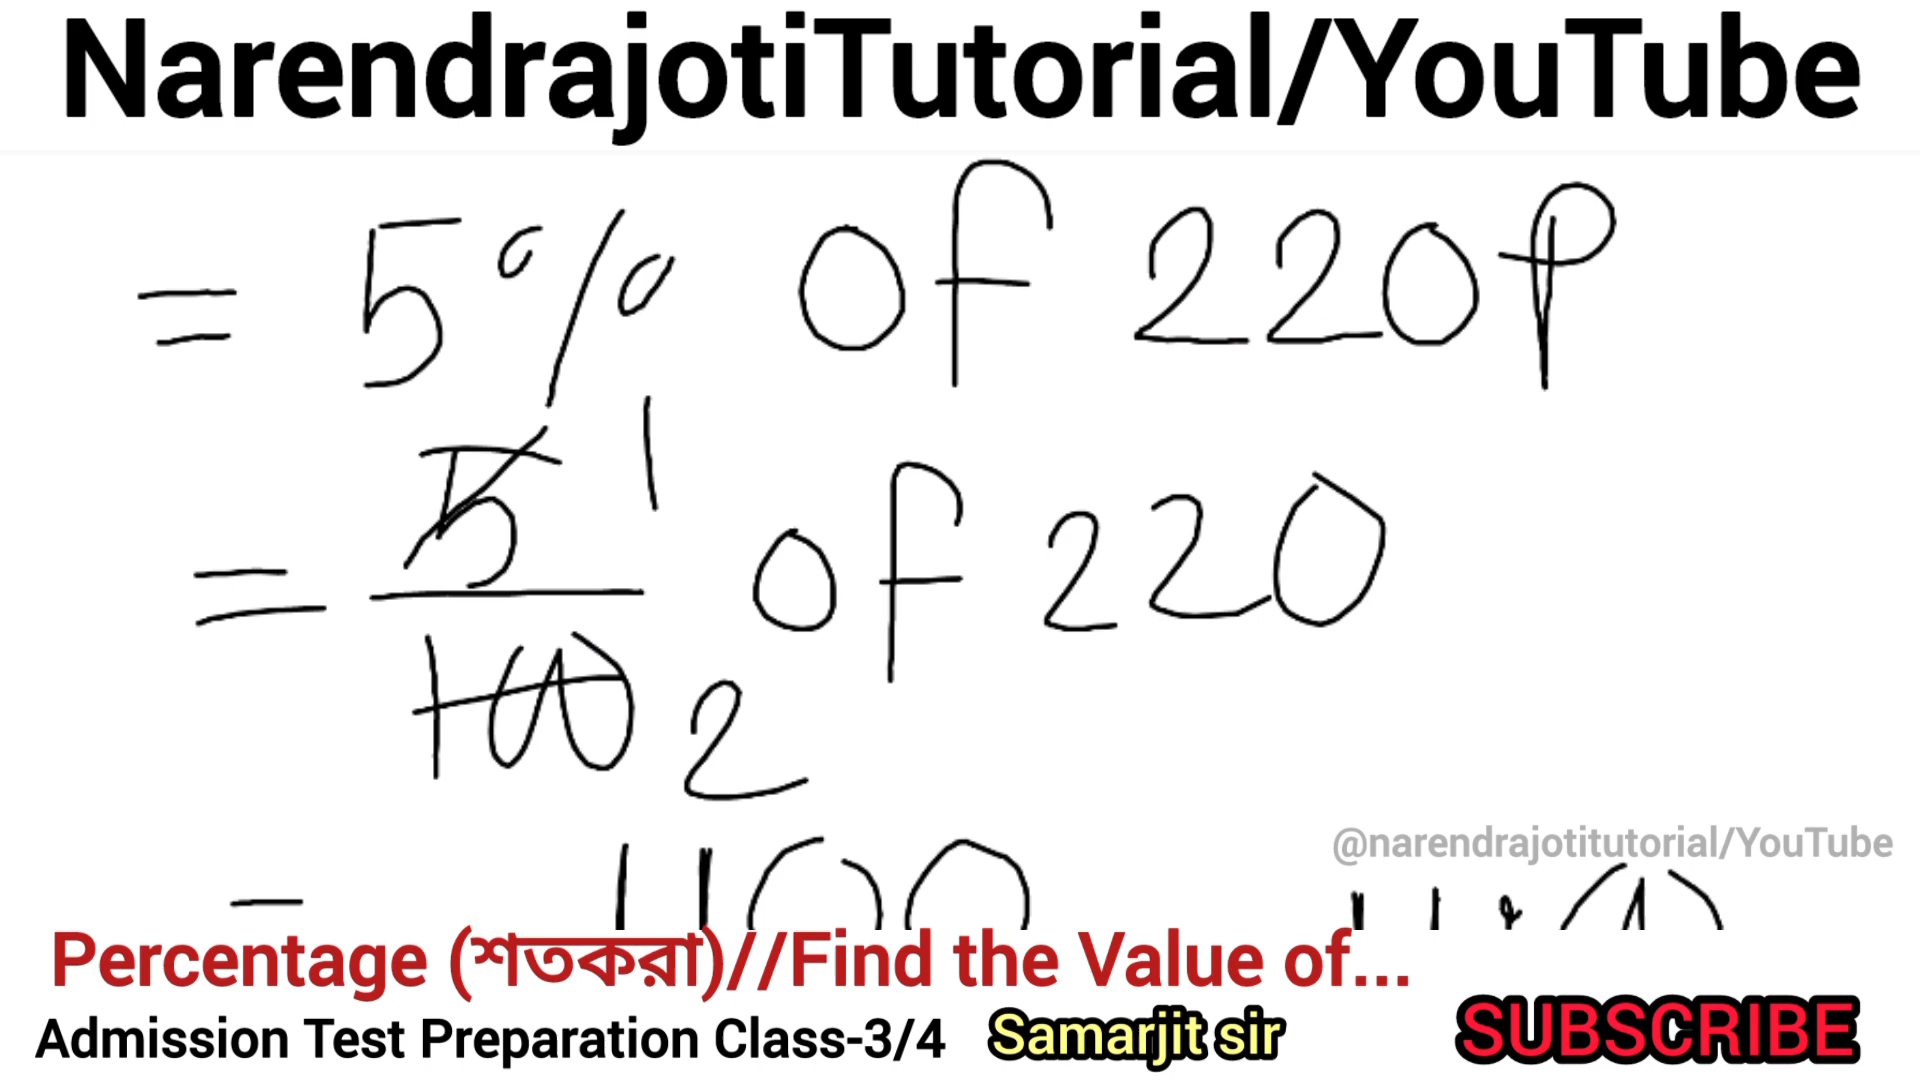 NarendrajotiTutorial/YouTube
= 5% of 220P
= 5 1
100 2 of 220
@narendrajotitutorial/YouTube
Percentage (শতকরা)//Find the Value of...
Admission Test Preparation Class-3/4 Samarjit sir SUBSCRIBE